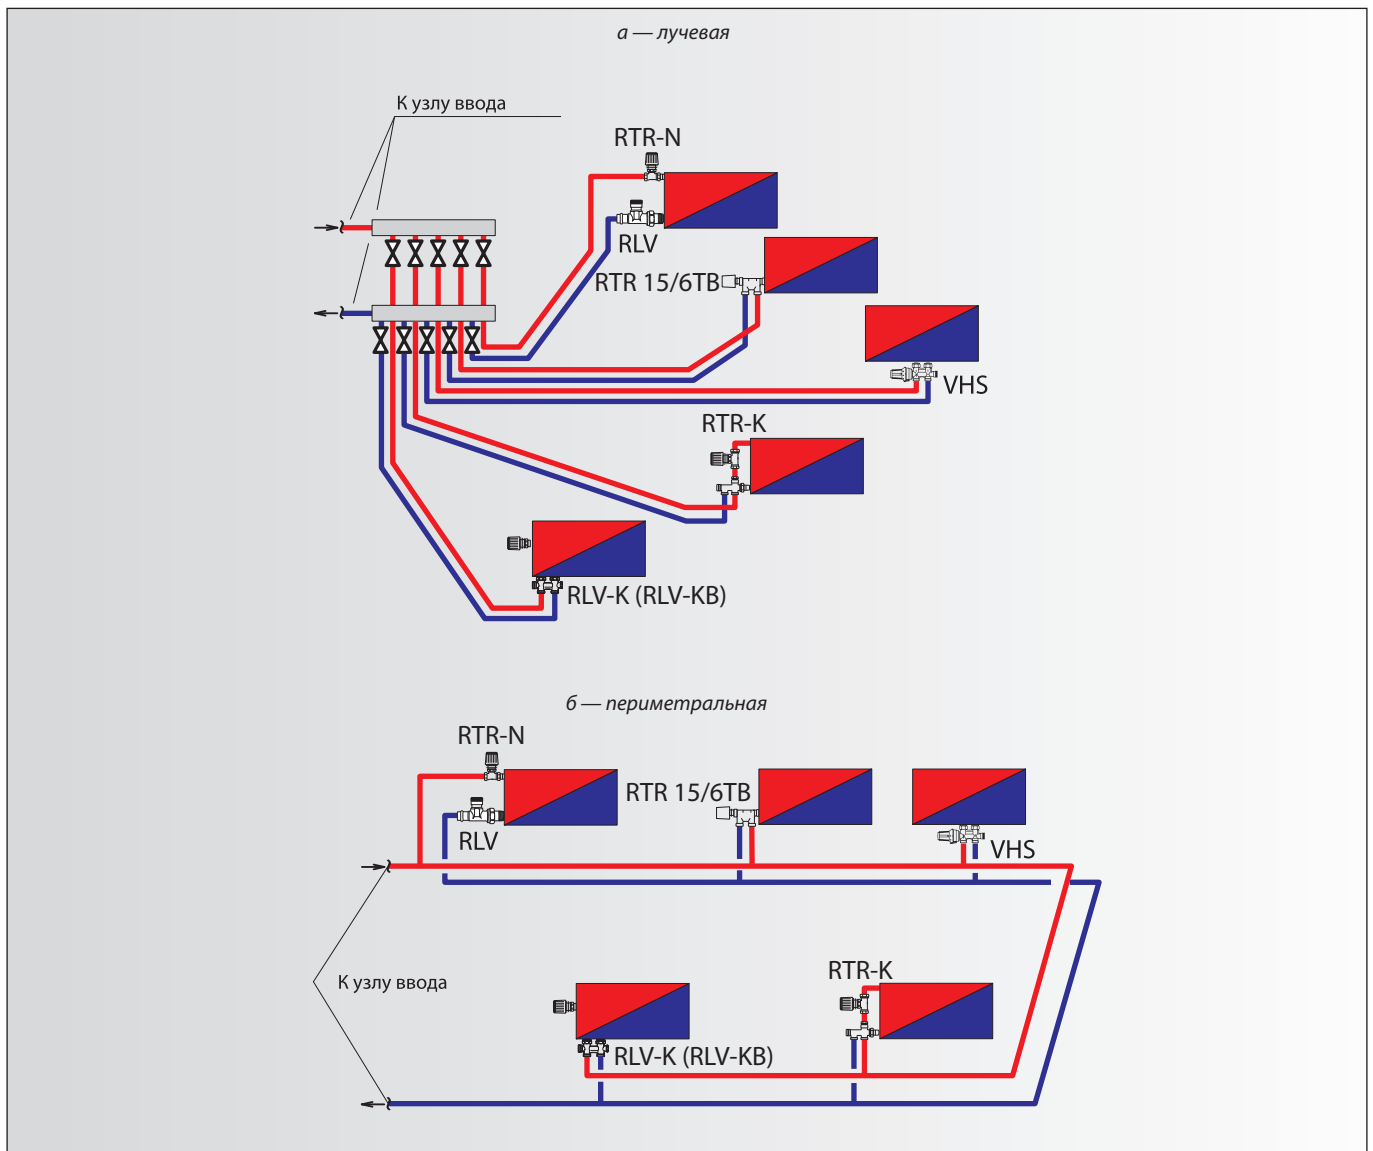 а — лучевая
К узлу ввода
RTR-N
RLV
RTR 15/6TB
VHS
RTR-K
RLV-K (RLV-KB)
б — периметральная
RTR-N
RTR 15/6TB
RLV
VHS
К узлу ввода
RTR-K
RLV-K (RLV-KB)